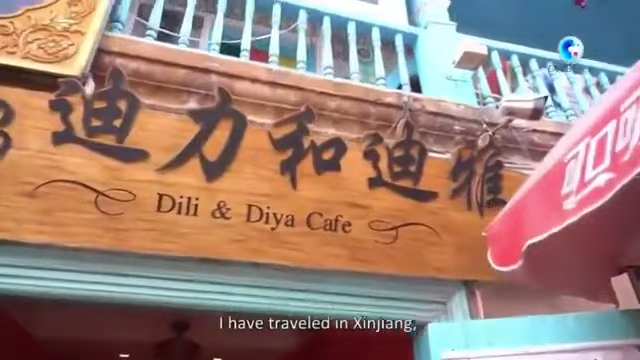 迪力和迪雅
Dili & Diya Cafe
I have traveled in Xinjiang,